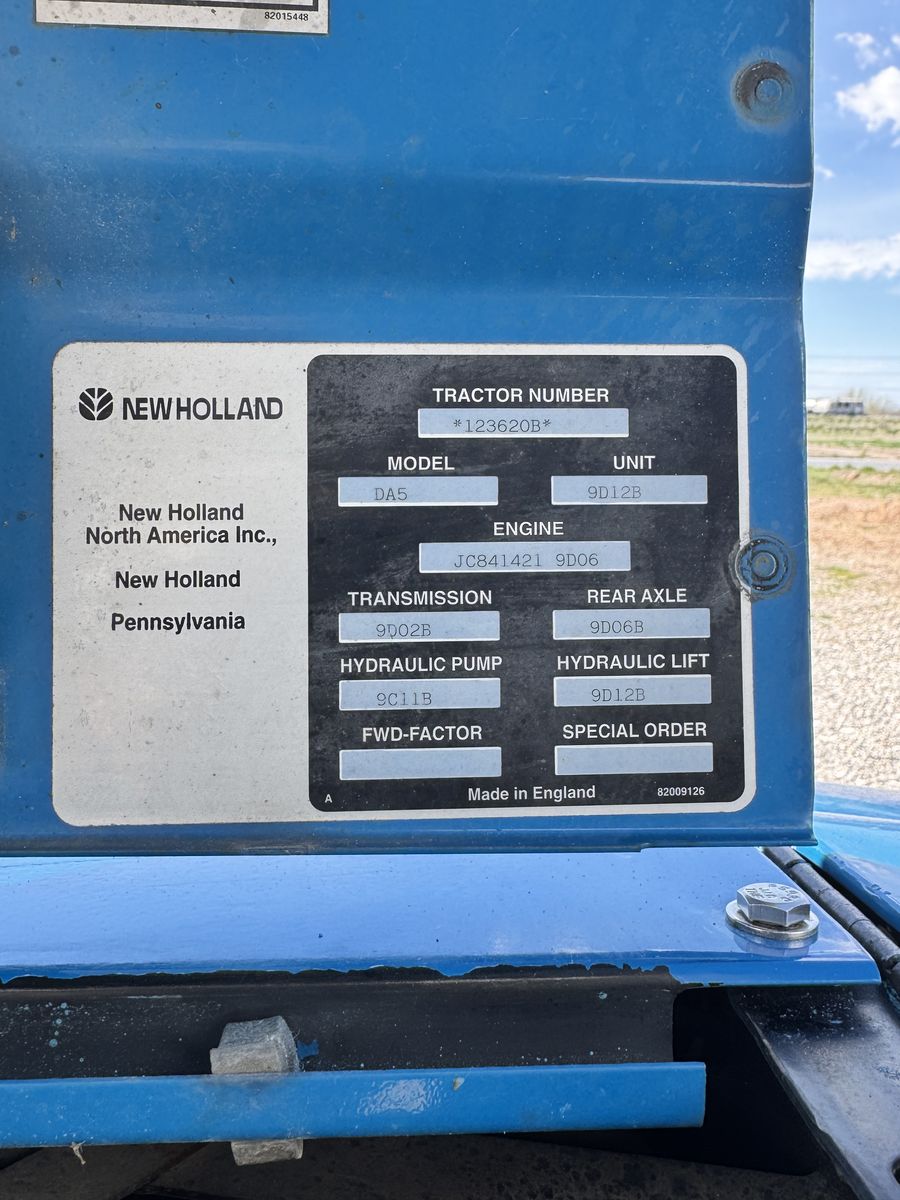 82015448
NEW HOLLAND
New Holland
North America Inc.,
New Holland
Pennsylvania
TRACTOR NUMBER
*123620B*
MODEL UNIT
DA5 9D12B
ENGINE
JC841421 9D06
TRANSMISSION REAR AXLE
9D02B 9D06B
HYDRAULIC PUMP HYDRAULIC LIFT
9C11B 9D12B
FWD-FACTOR SPECIAL ORDER
A Made in England 82009126